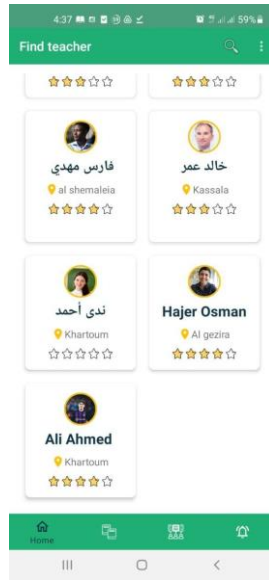 4:37 59%
Find teacher
فارس مهدي
خالد عمر
al shemaleia
Kassala
ندى أحمد
Hajer Osman
Khartoum
Al gezira
Ali Ahmed
Khartoum
Home